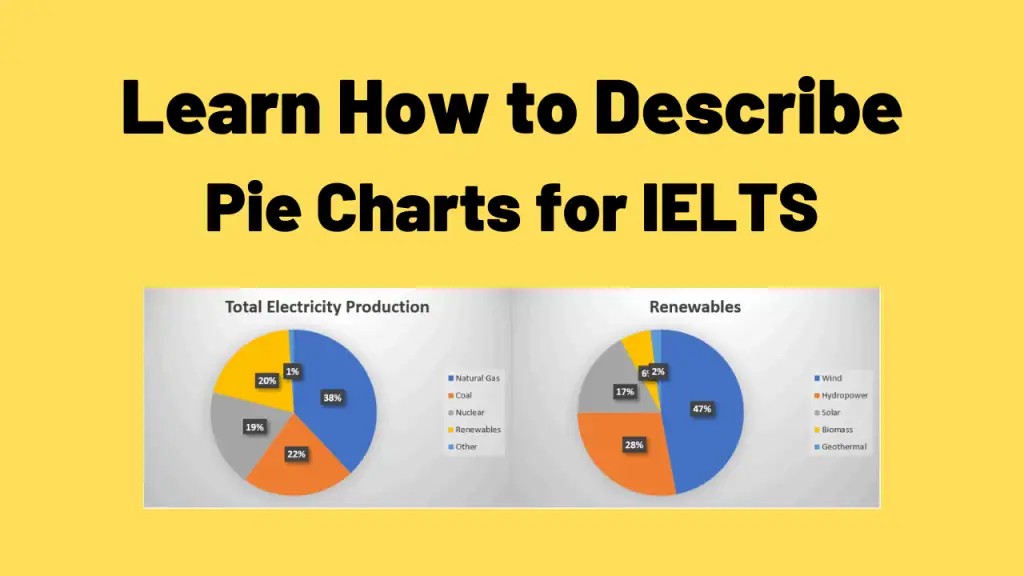 Learn How to Describe
Pie Charts for IELTS
Total Electricity Production
1%
20%
38%
19%
22%
Natural Gas
Coal
Nuclear
Renewables
Other
Renewables
2%
17%
47%
28%
Wind
Hydropower
Solar
Biomass
Geothermal